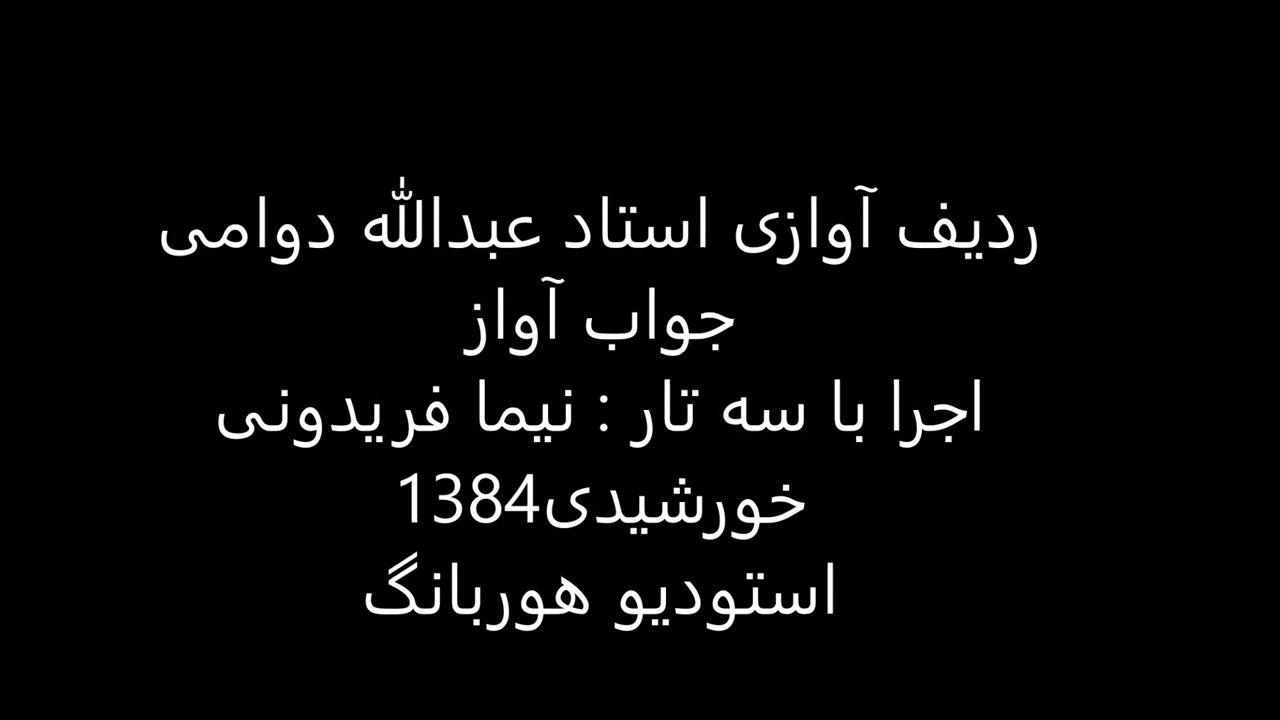 ردیف آوازی استاد عبدالله دوامی
جواب آواز
اجرا با سه تار : نیما فریدونی
خورشیدی1384
استودیو هوربانگ